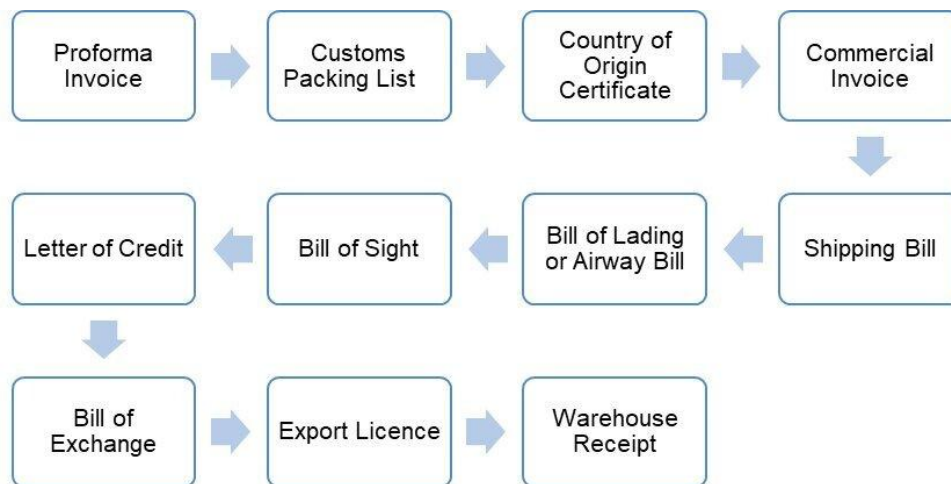 Proforma
Invoice
Customs
Packing List
Country of
Origin
Certificate
Commercial
Invoice
Shipping Bill
Bill of Lading
or Airway Bill
Bill of Sight
Letter of Credit
Bill of
Exchange
Export Licence
Warehouse
Receipt